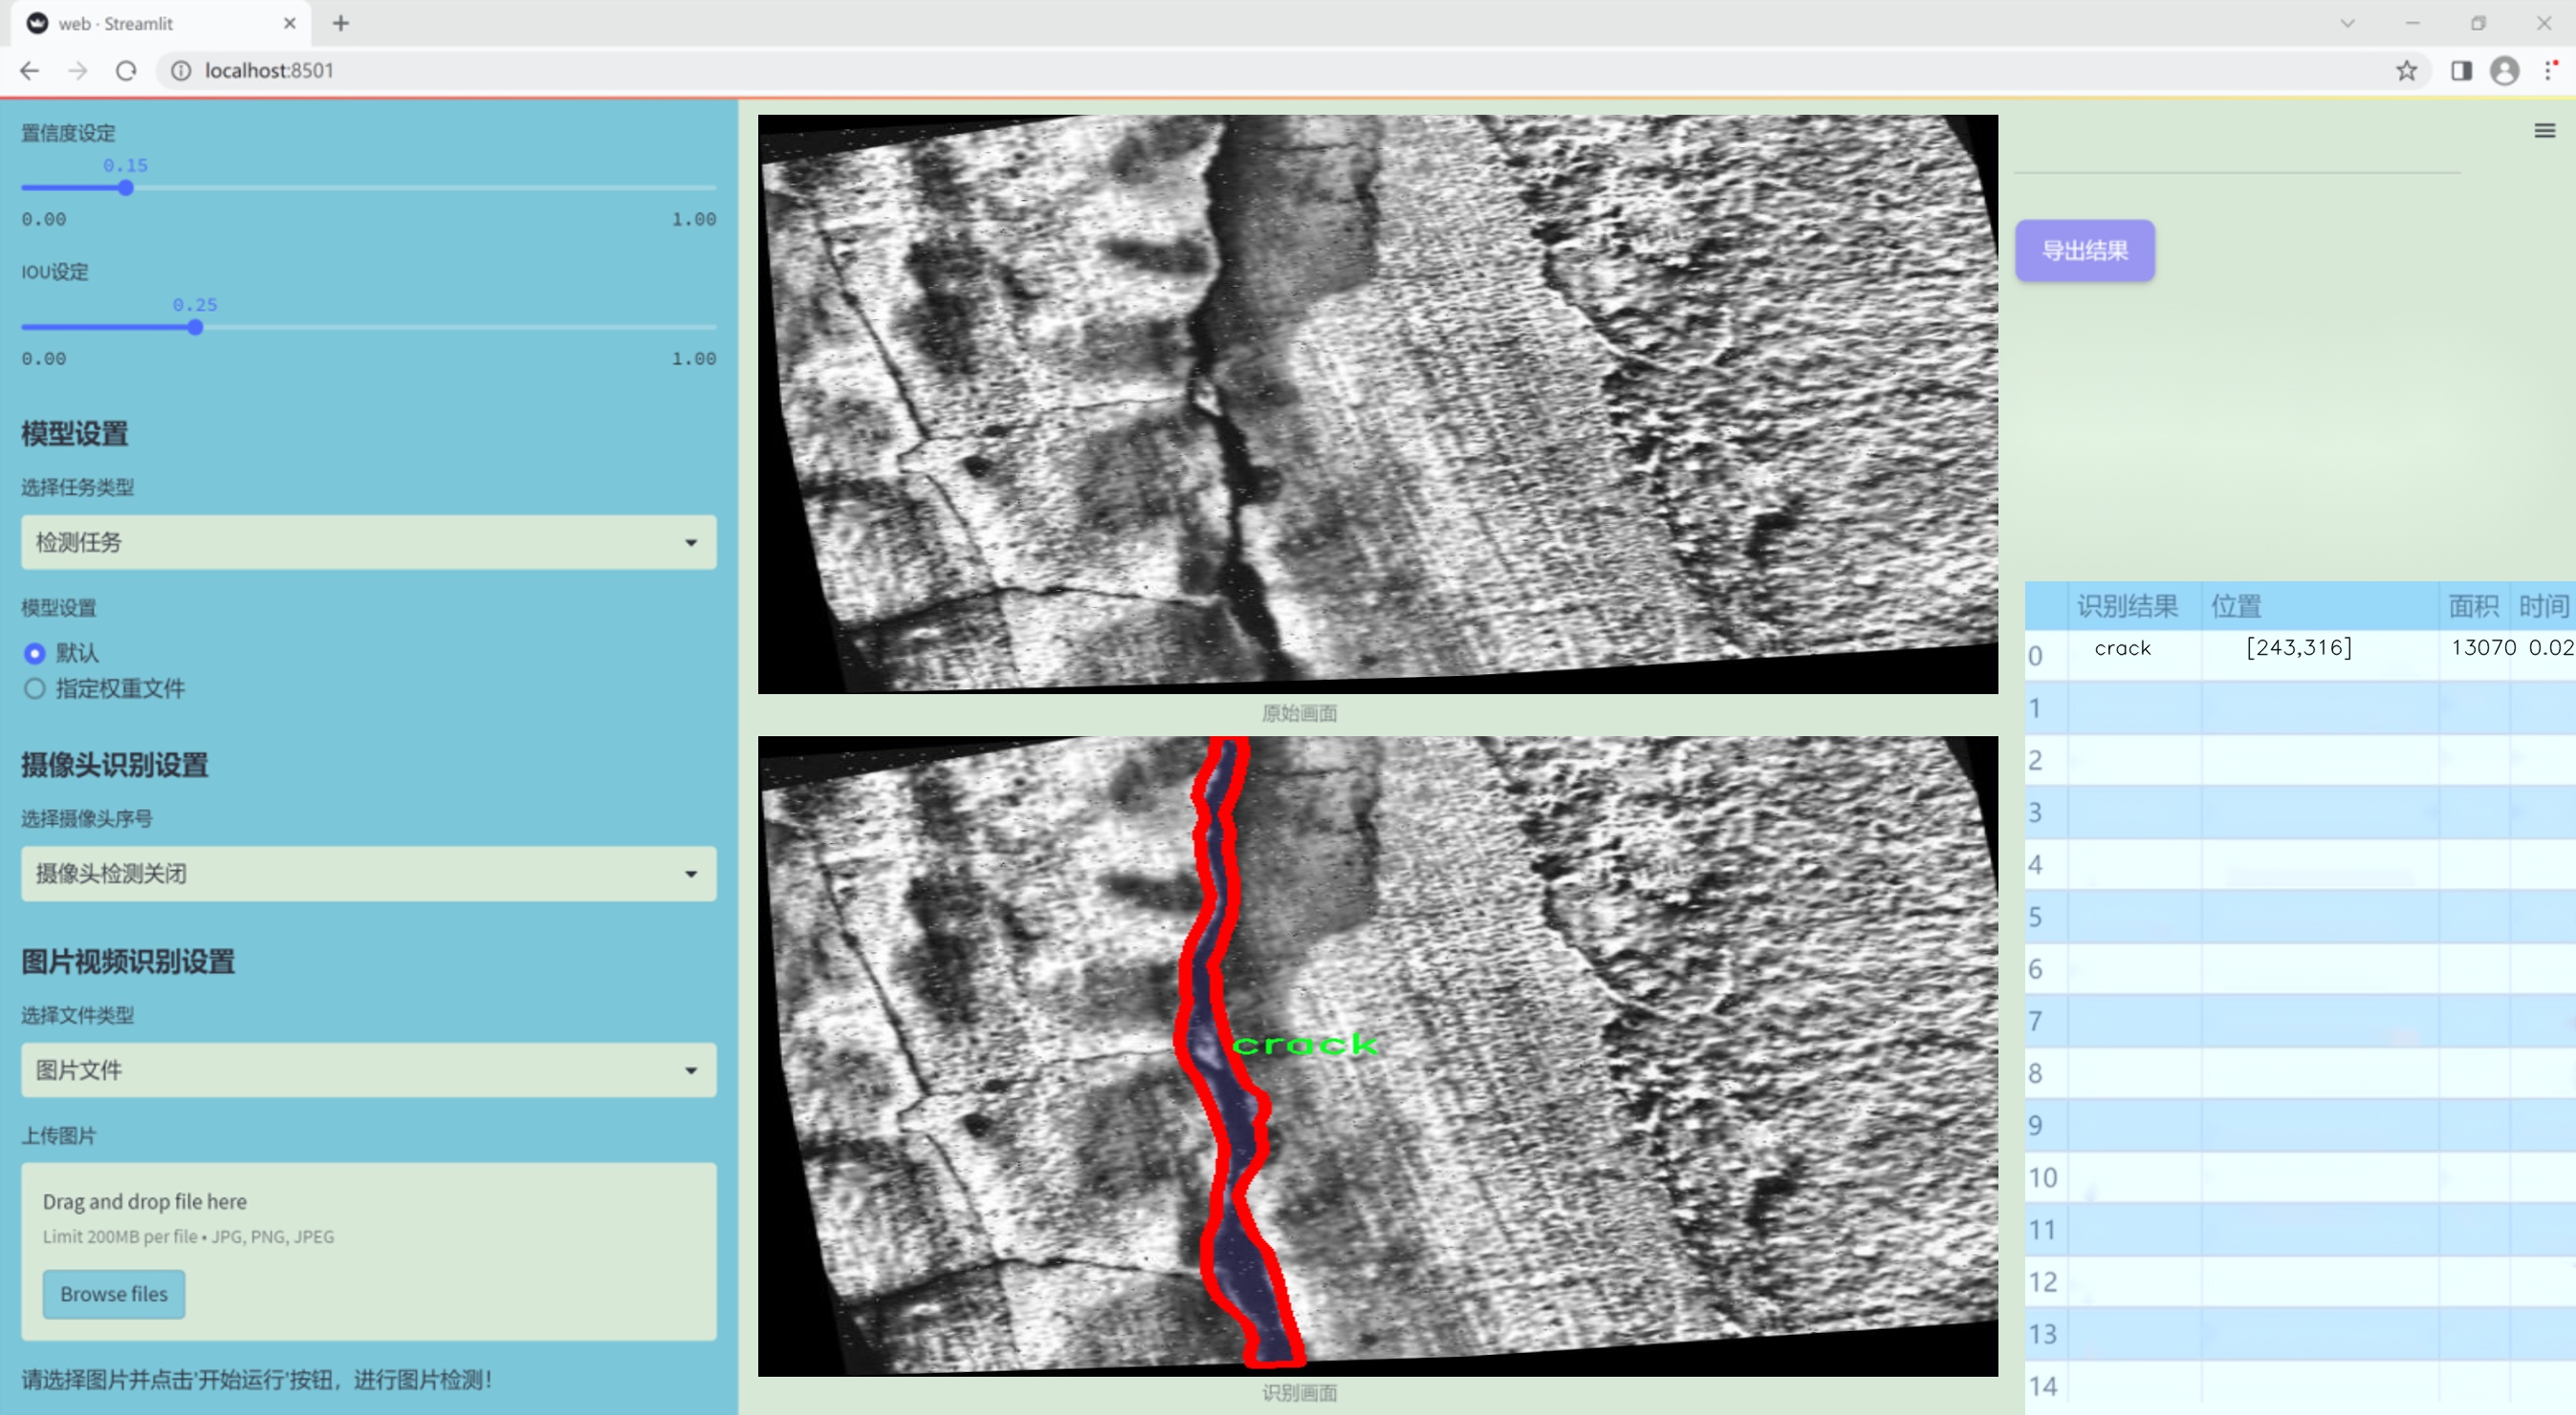 web · Streamlit
localhost:8501
置信度设定
0.15
0.00 1.00
IOU设定
0.25
0.00 1.00
模型设置
选择任务类型
检测任务
模型设置
默认
指定权重文件
摄像头识别设置
选择摄像头序号
摄像头检测关闭
图片视频识别设置
选择文件类型
图片文件
上传图片
Drag and drop file here
Limit 200MB per file • JPG, PNG, JPEG
Browse files
请选择图片并点击'开始运行'按钮，进行图片检测！
原始画面
crack
识别画面
导出结果
识别结果 位置 面积 时间
0 crack [243,316] 13070 0.02
1
2
3
4
5
6
7
8
9
10
11
12
13
14